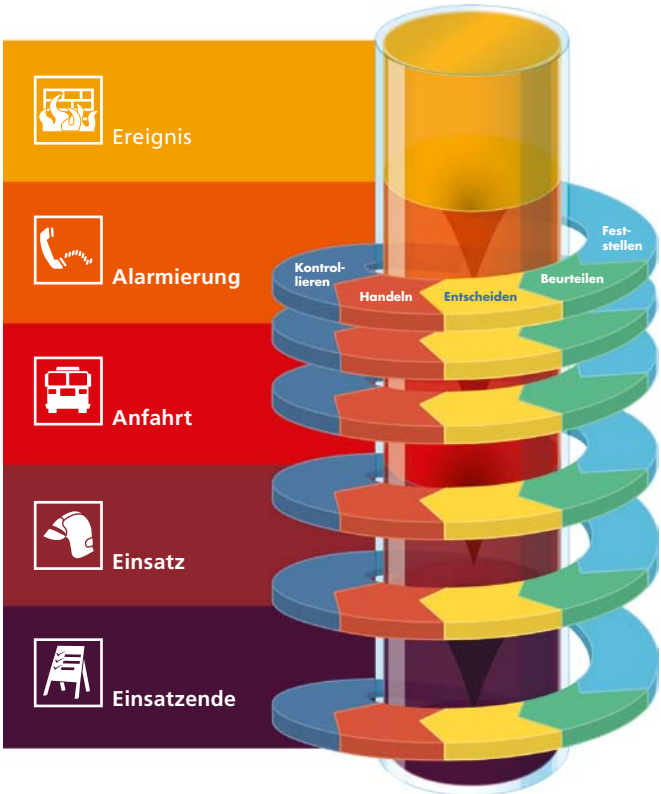 Ereignis
Alarmierung
Anfahrt
Einsatz
Einsatzende
Fest-
stellen
Beurteilen
Entscheiden
Handeln
Kontrol-
lieren